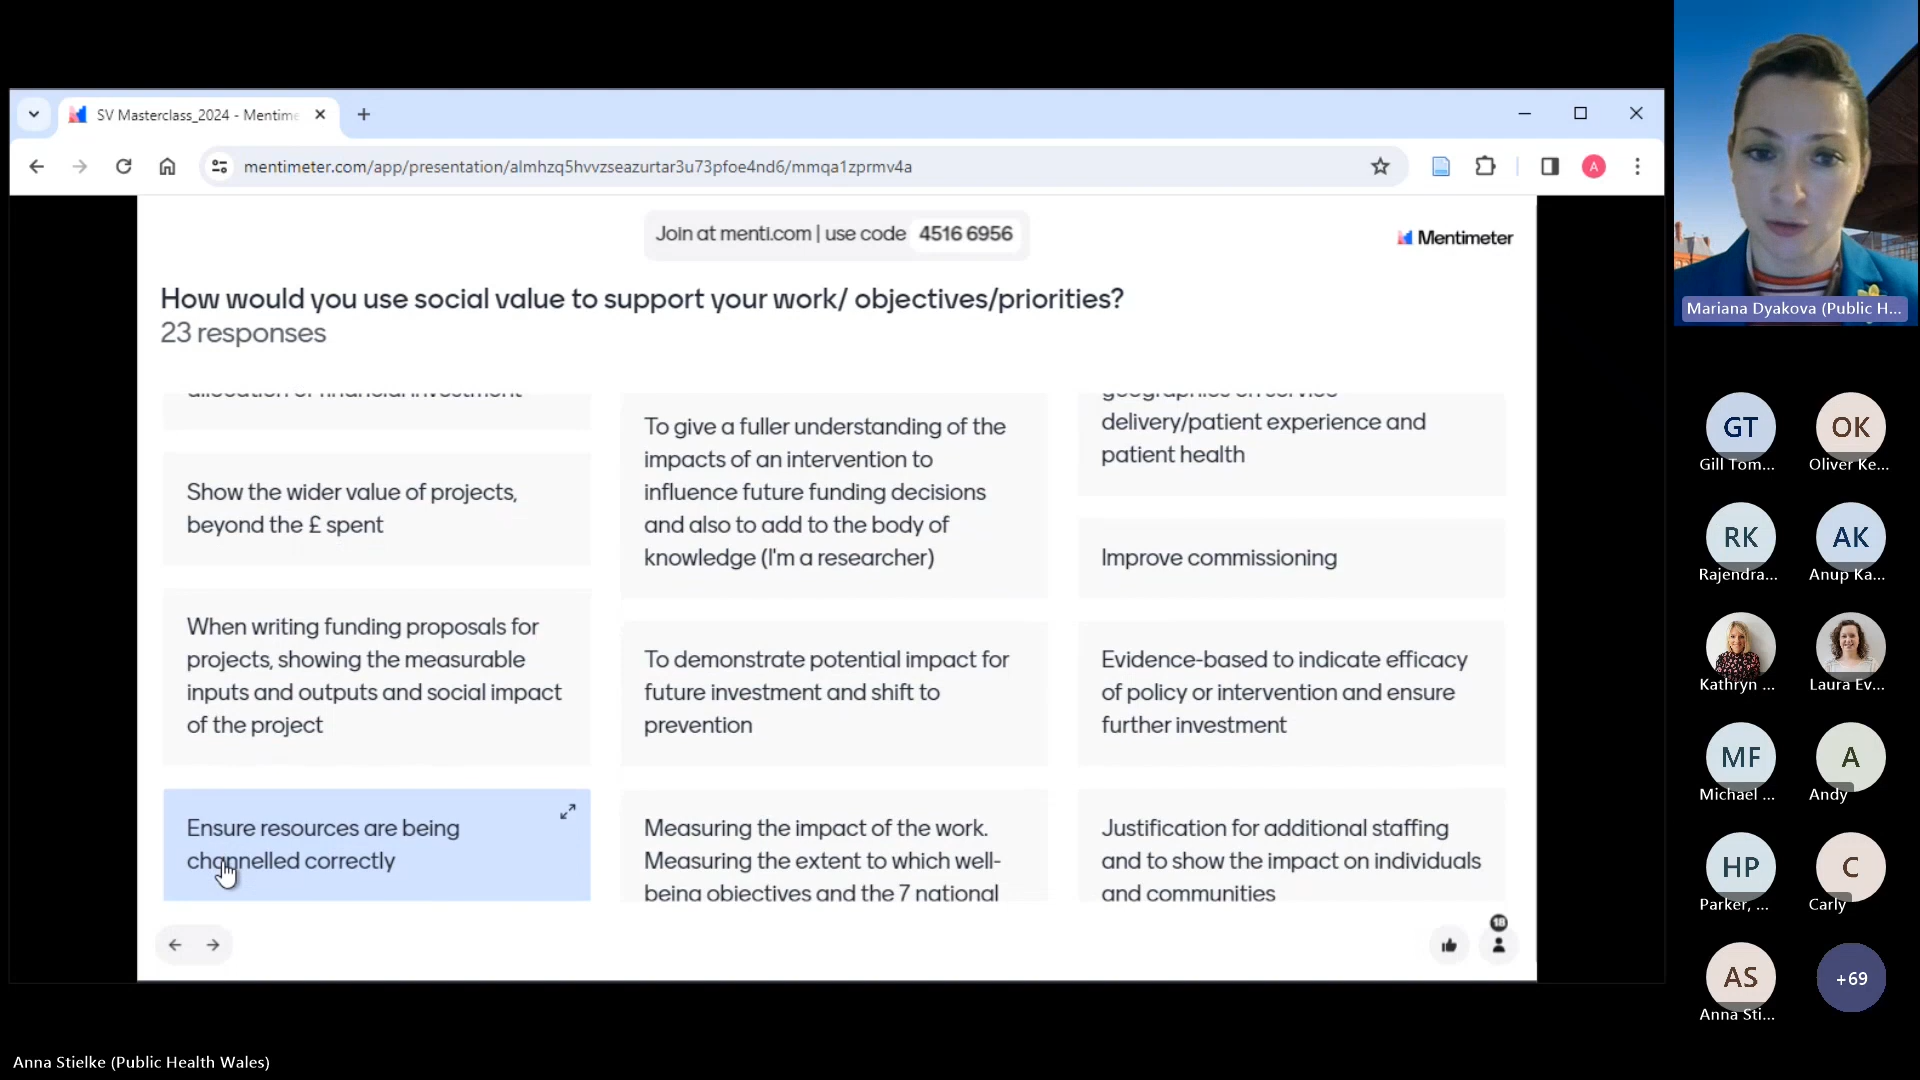 SV Masterclass_2024 - Mentime
mentimeter.com/app/presentation/almhzq5hvvzseazurtar3u73pfoe4nd6/mmqa1zprmv4a
A
Join at menti.com | use code 4516 6956
Mentimeter
How would you use social value to support your work/ objectives/priorities?
23 responses
allocation of financial investment
Show the wider value of projects,
beyond the £ spent
When writing funding proposals for
projects, showing the measurable
inputs and outputs and social impact
of the project
Ensure resources are being
channelled correctly
To give a fuller understanding of the
impacts of an intervention to
influence future funding decisions
and also to add to the body of
knowledge (I'm a researcher)
To demonstrate potential impact for
future investment and shift to
prevention
Measuring the impact of the work.
Measuring the extent to which well-
being objectives and the 7 national
geographies on service
delivery/patient experience and
patient health
Improve commissioning
Evidence-based to indicate efficacy
of policy or intervention and ensure
further investment
Justification for additional staffing
and to show the impact on individuals
and communities
18
Mariana Dyakova (Public H...
GT
Gill Tom...
OK
Oliver Ke...
RK
Rajendra...
AK
Anup Ka...
Kathryn ...
Laura Ev...
MF
Michael ...
A
Andy
HP
Parker, ...
C
Carly
AS
Anna Sti...
+69
Anna Stielke (Public Health Wales)